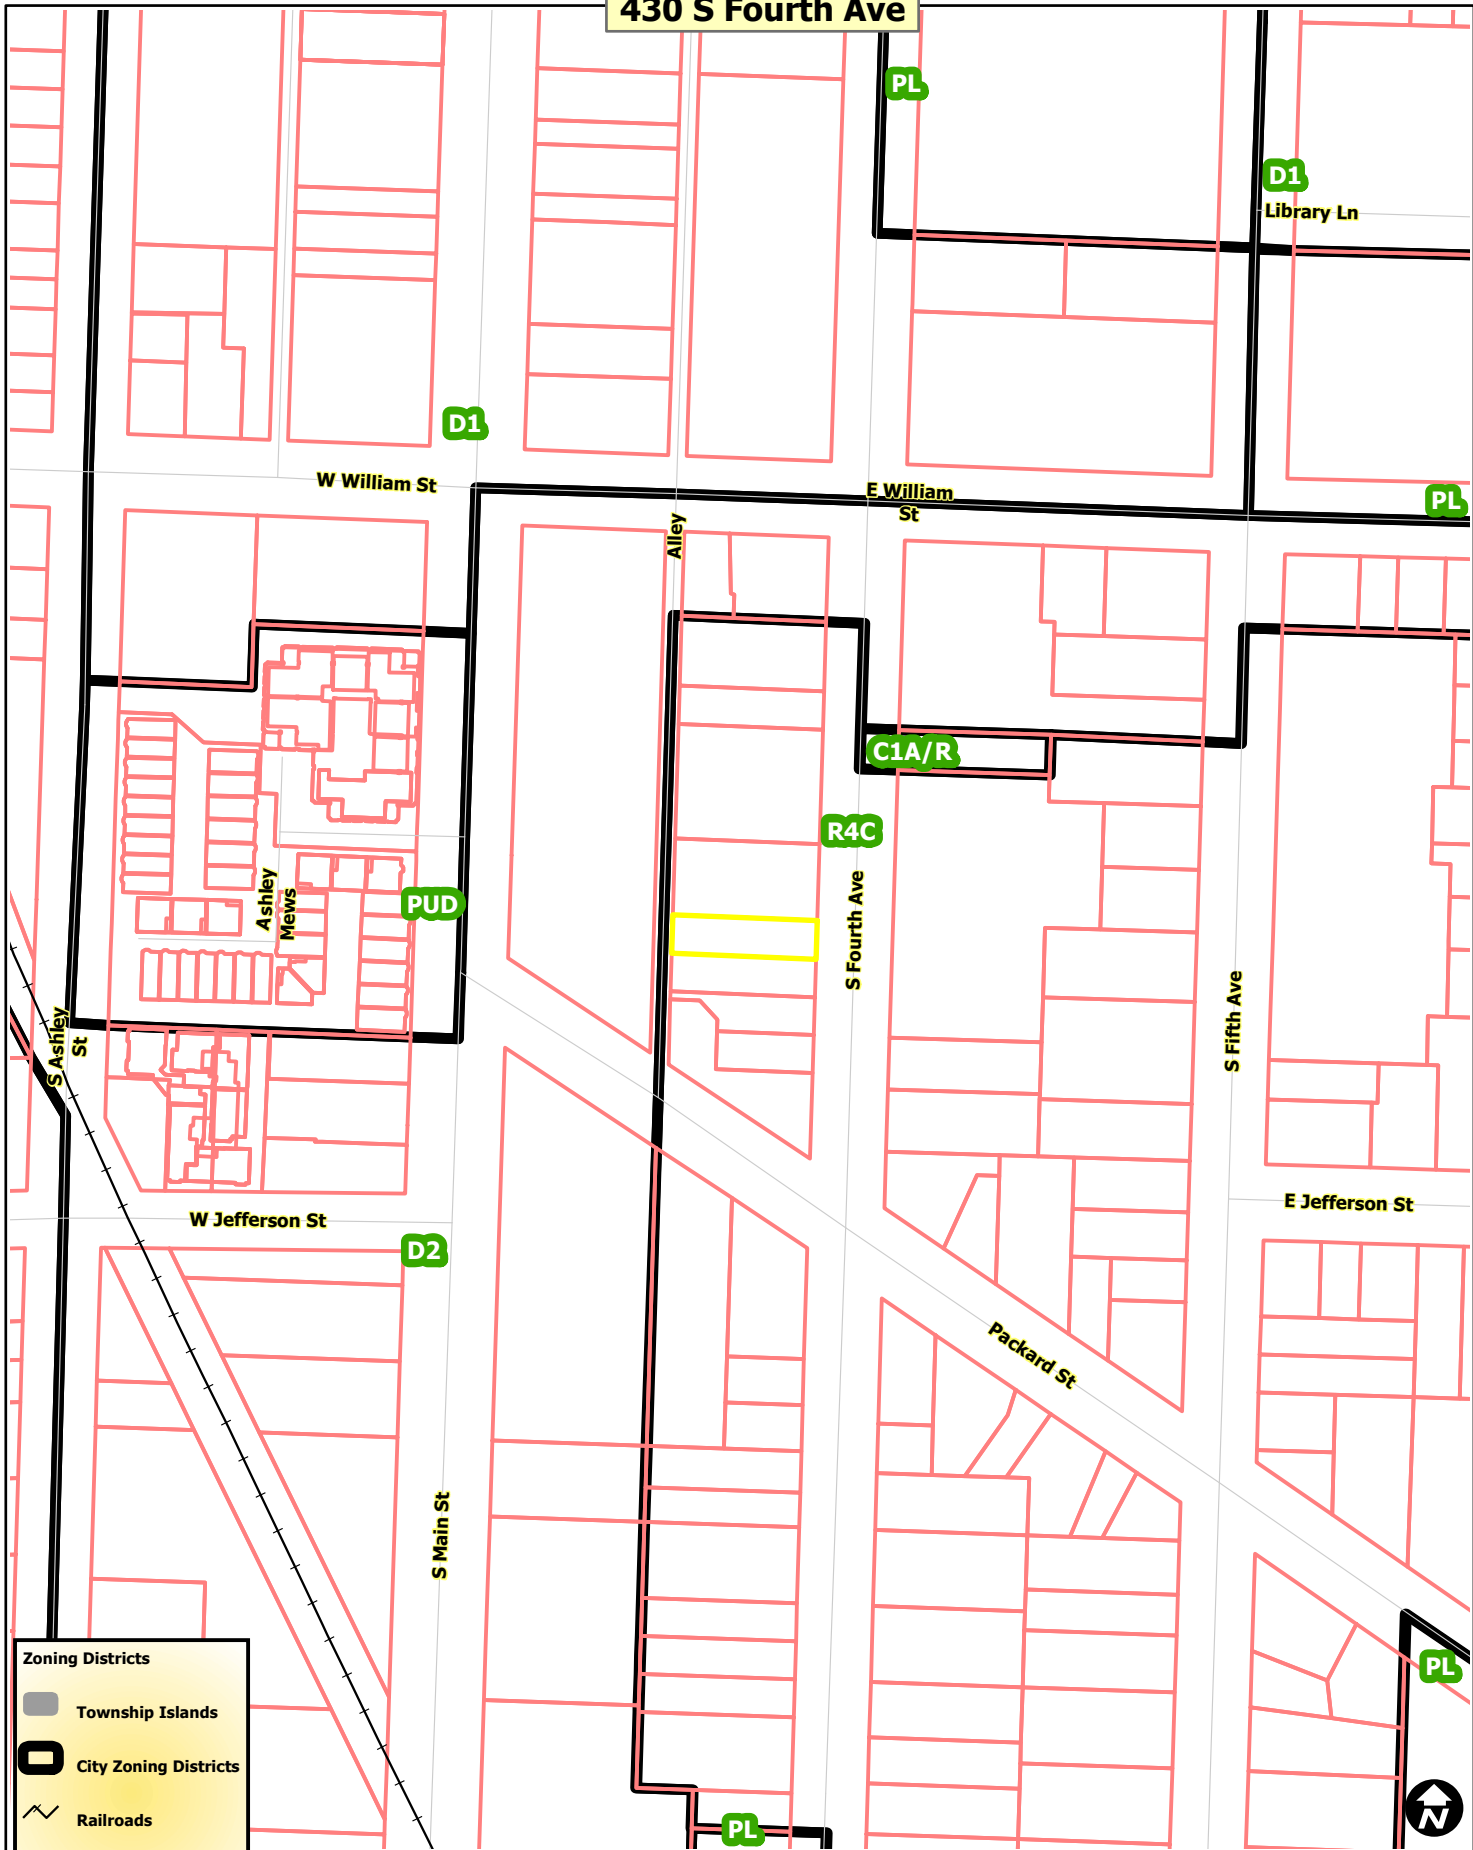 430 S Fourth Ave
PL
D1
Library Ln
D1
W William St
E William
St
PL
Alley
C1A/R
R4C
PUD
Ashley
Mews
S Fourth Ave
S Fifth Ave
S Ashley
St
W Jefferson St
E Jefferson St
D2
Packard St
S Main St
PL
PL
Zoning Districts
Township Islands
City Zoning Districts
Railroads
N